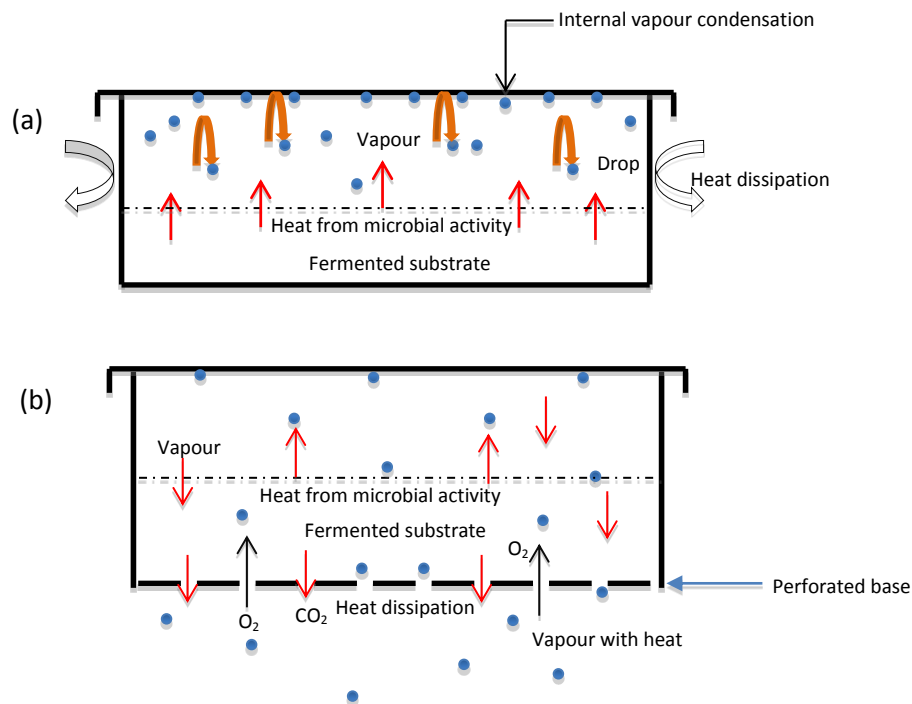 Internal vapour condensation
(a)
Vapour
Drop
Heat dissipation
Heat from microbial activity
Fermented substrate
(b)
Vapour
Heat from microbial activity
Fermented substrate
O₂
Perforated base
Heat dissipation
O₂
CO₂
Vapour with heat